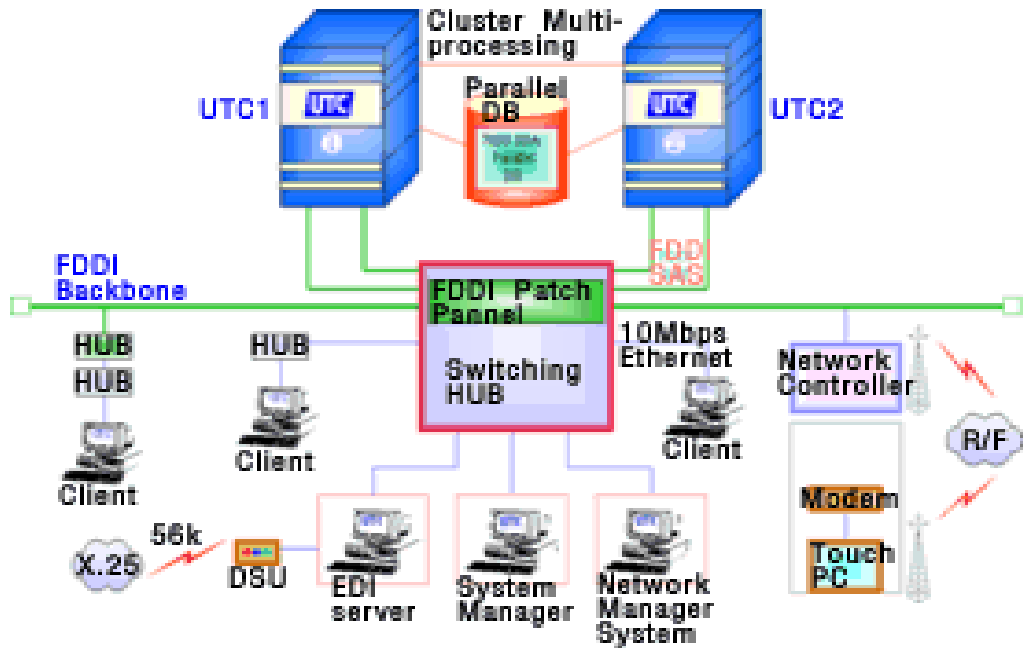 Cluster Multi-
processing
UTC1
UTC
Parallel
DB
UTC
UTC2
1
2
FDDI
Backbone
FDDI
SAS
FDDI Patch
Pannel
HUB
HUB
HUB
Switching
HUB
10Mbps
Ethernet
Network
Controller
Client
Client
Client
R/F
Modem
Touch
PC
56k
X.25
DSU
EDI
server
System
Manager
Network
Manager
System